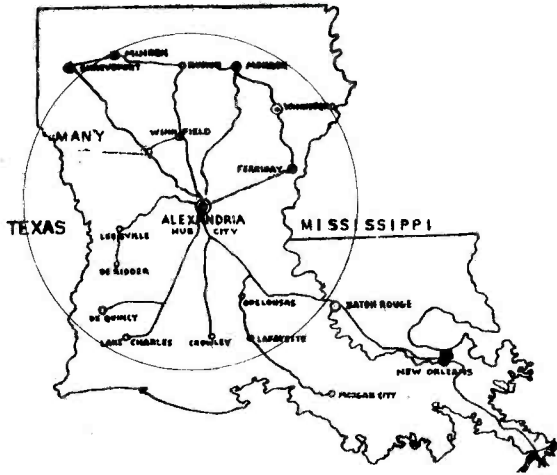 SHREVEPORT
MINDEN
RUSTON
MONROE
WINNSBORO
MANY
WINNFIELD
FERRIDAY
TEXAS
ALEXANDRIA
HUB CITY
MISSISSIPPI
LEESVILLE
DE RIDDER
OPELOUSAS
BATON ROUGE
DE QUINCY
LAKE CHARLES
CROWLEY
LAFAYETTE
NEW ORLEANS
MORGAN CITY